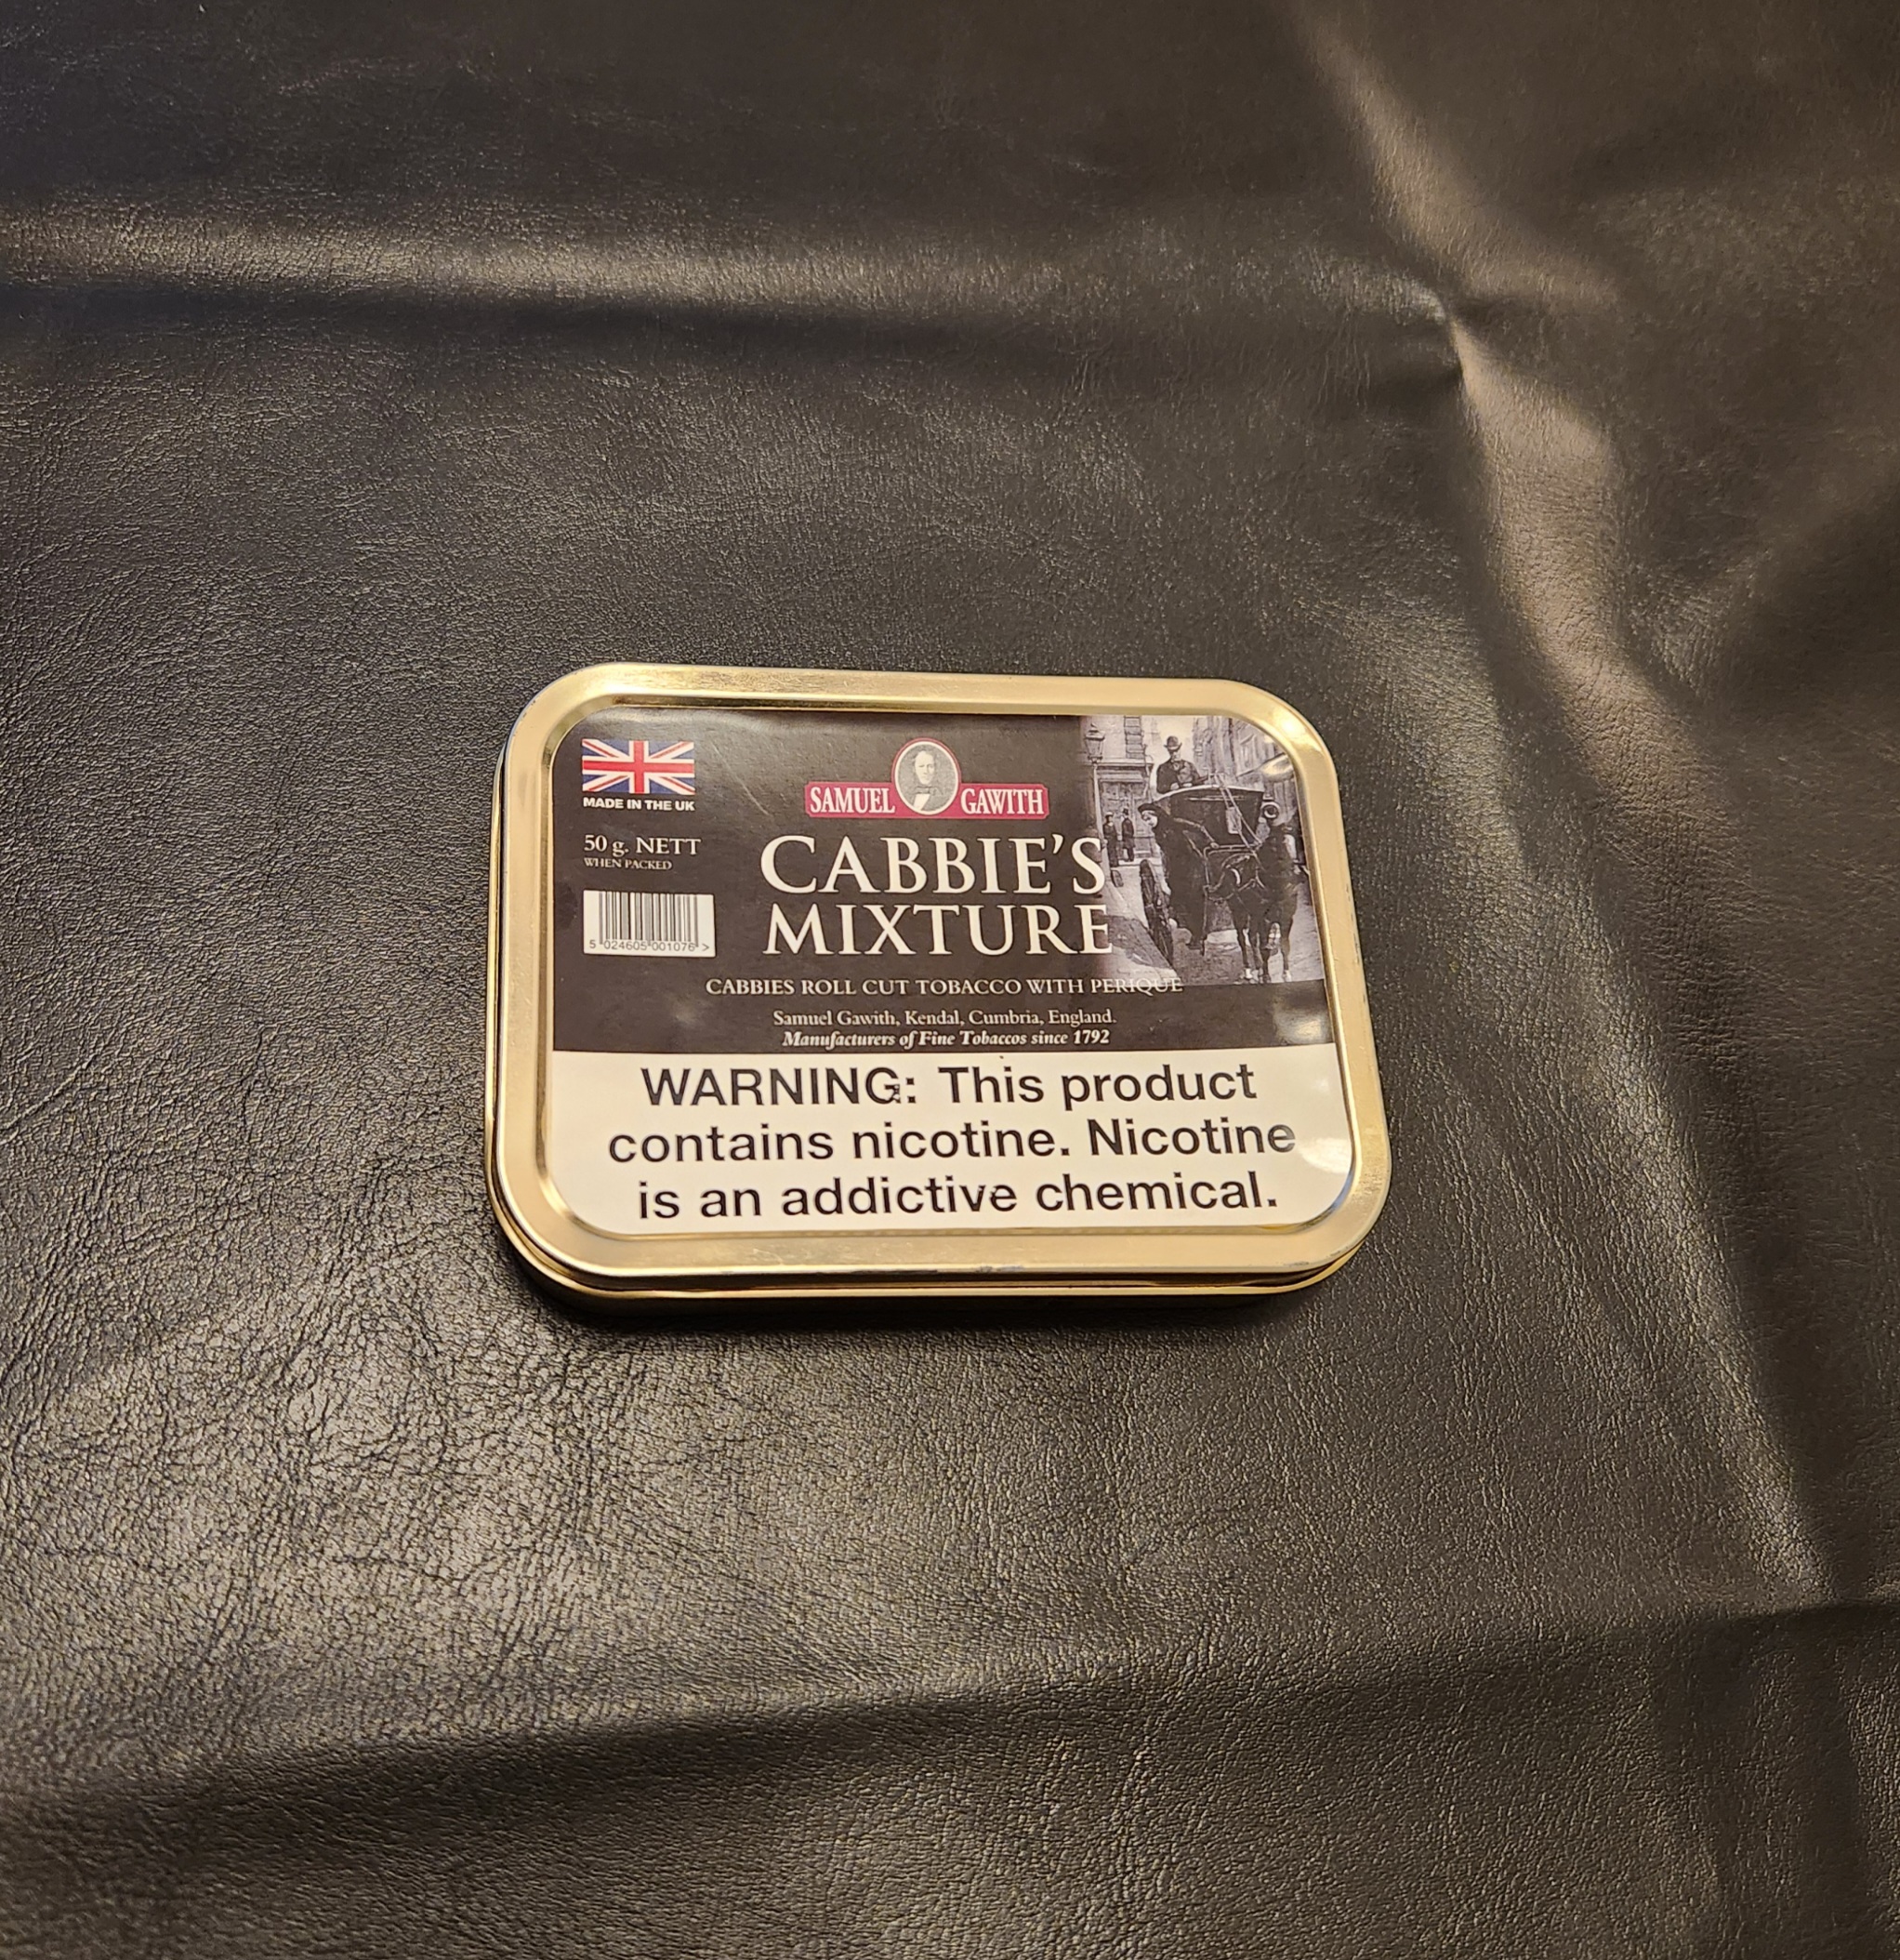 MADE IN THE UK
50 g. NETT
WHEN PACKED
5 024605 001076 >
SAMUEL GAWITH
CABBIE'S
MIXTURE
CABBIES ROLL CUT TOBACCO WITH PERIQUE
Samuel Gawith, Kendal, Cumbria, England.
Manufacturers of Fine Tobaccos since 1792
WARNING: This product
contains nicotine. Nicotine
is an addictive chemical.